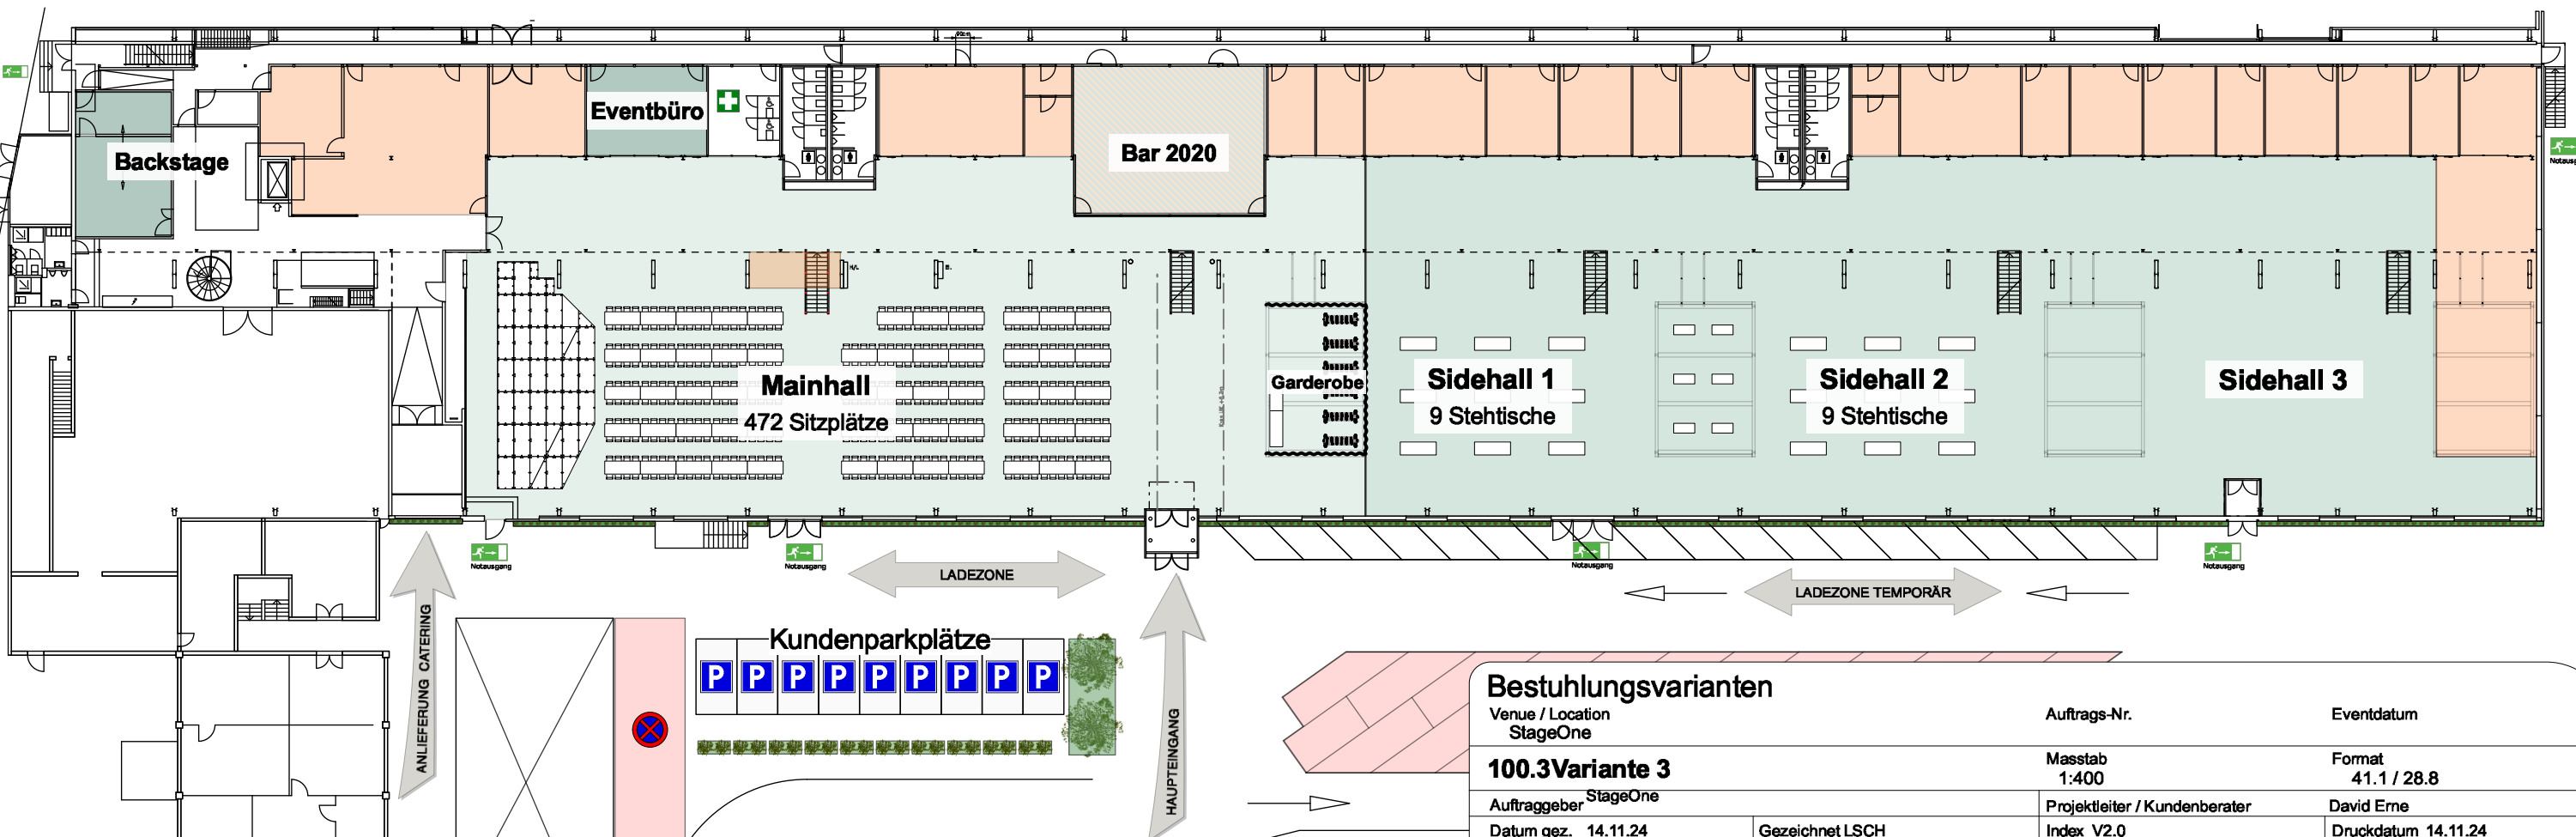 90cm
Eventbüro
Backstage
Bar 2020
Notausg
Mainhall
472 Sitzplätze
Garderobe
Sidehall 1
9 Stehtische
Sidehall 2
9 Stehtische
Sidehall 3
Notausgang
Notausgang
Notausgang
Notausgang
LADEZONE
LADEZONE TEMPORÄR
ANLIEFERUNG CATERING
HAUPTEINGANG
Kundenparkplätze
P P P P P P P P P
Bestuhlungsvarianten
Venue / Location
StageOne
Auftrags-Nr.
Eventdatum
100.3Variante 3
Masstab
1:400
Format
41.1 / 28.8
Auftraggeber StageOne
Projektleiter / Kundenberater
David Erne
Datum gez. 14.11.24
Gezeichnet LSCH
Index V2.0
Druckdatum 14.11.24